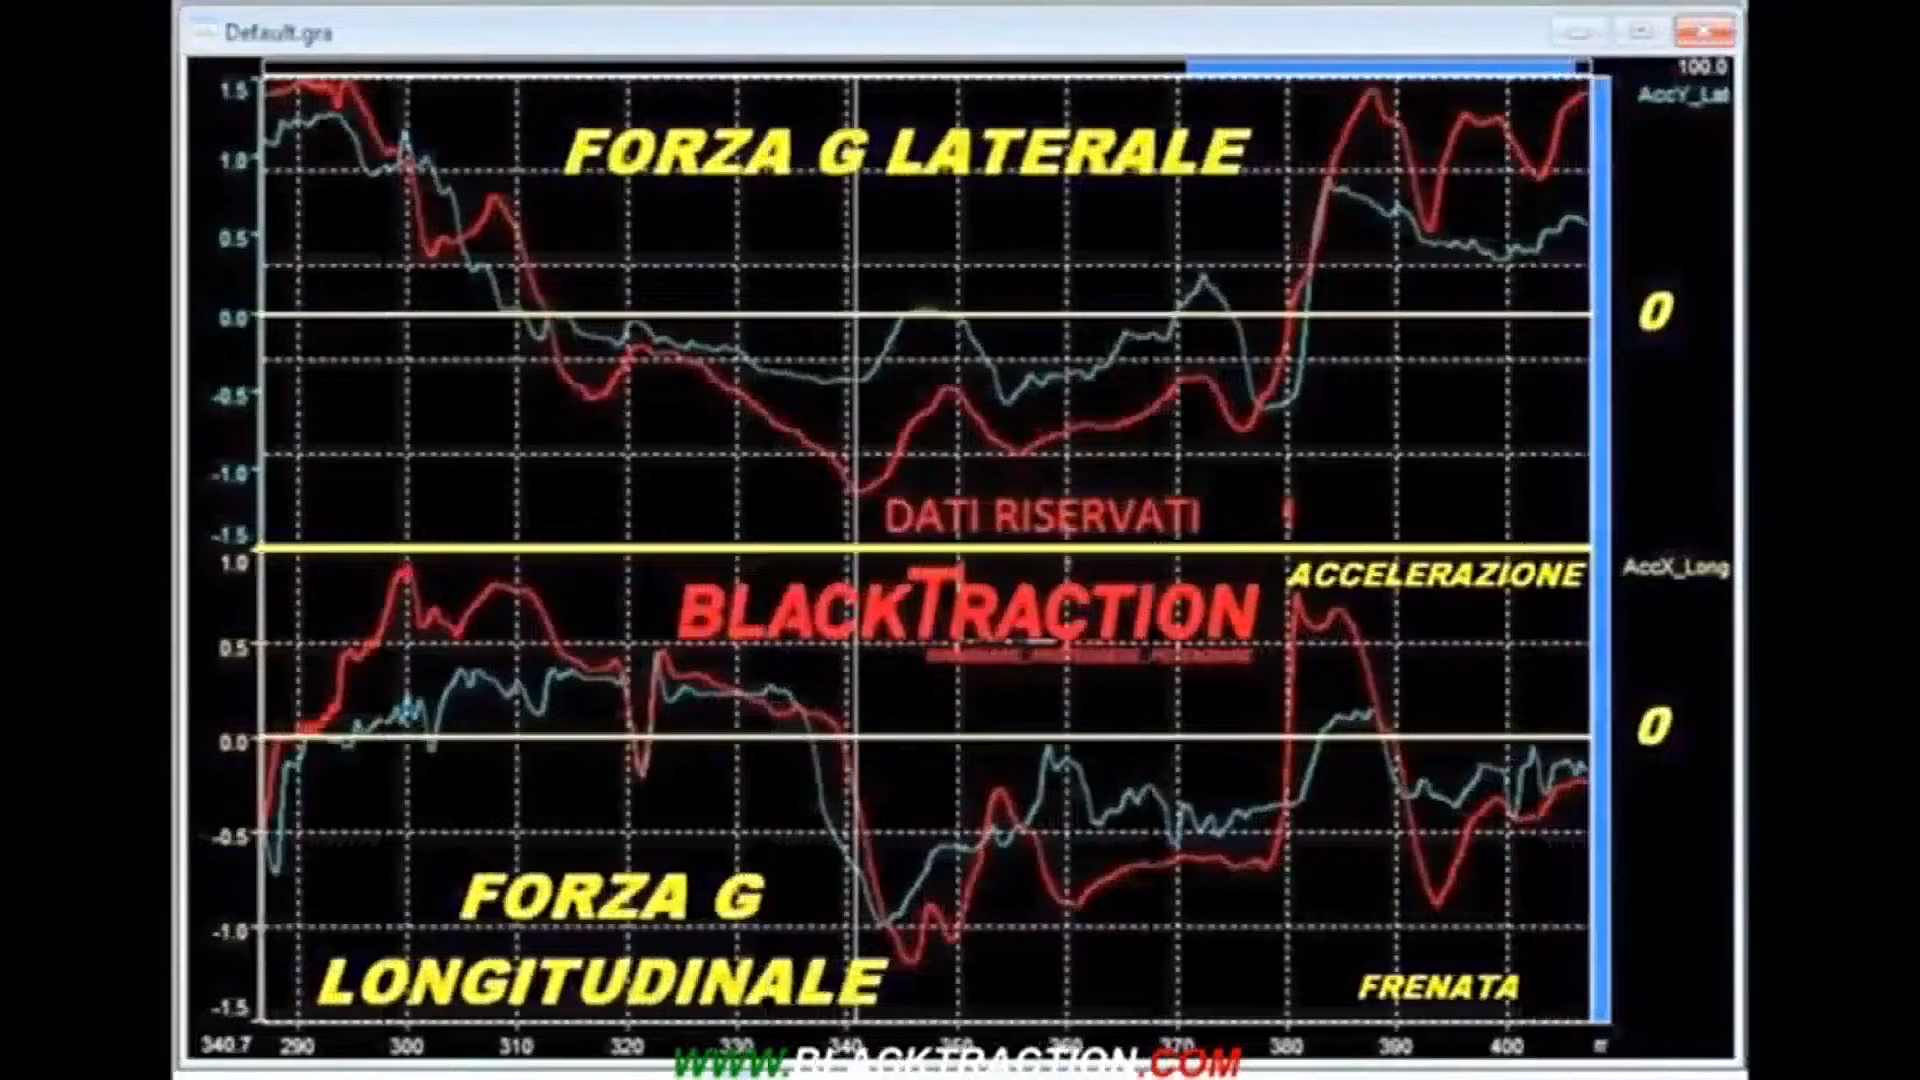 Default.gra
100.0
1.5
AccY_Lat
FORZA G LATERALE
1.0
0.5
0.0
0
-0.5
-1.0
DATI RISERVATI !
-1.5
1.0
ACCELERAZIONE
AccX_Long
BLACKTRACTION
0.5
0.0
0
-0.5
FORZA G
-1.0
LONGITUDINALE
FRENATA
-1.5
340.7 290 300 310 320 330 340 350 360 370 380 390 400
WWW.BLACKTRACTION.COM